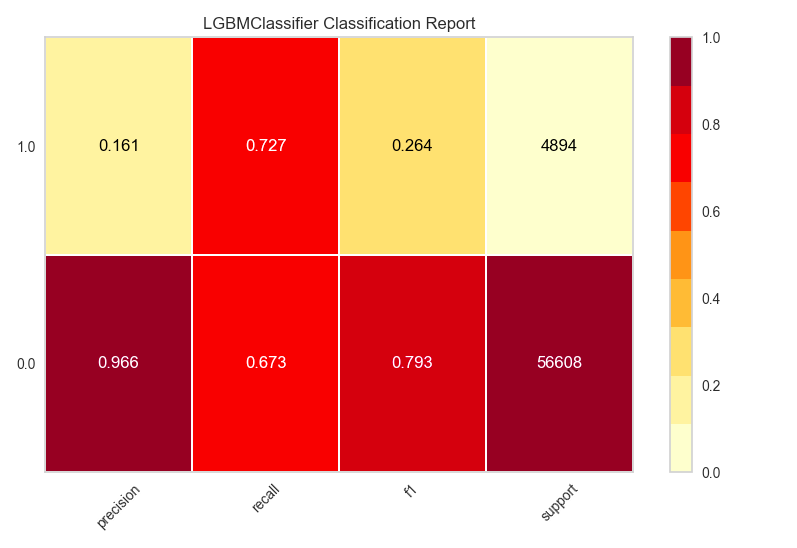 LGBMClassifier Classification Report
1.0 0.161 0.727 0.264 4894
0.0 0.966 0.673 0.793 56608
precision recall f1 support
1.0
0.8
0.6
0.4
0.2
0.0